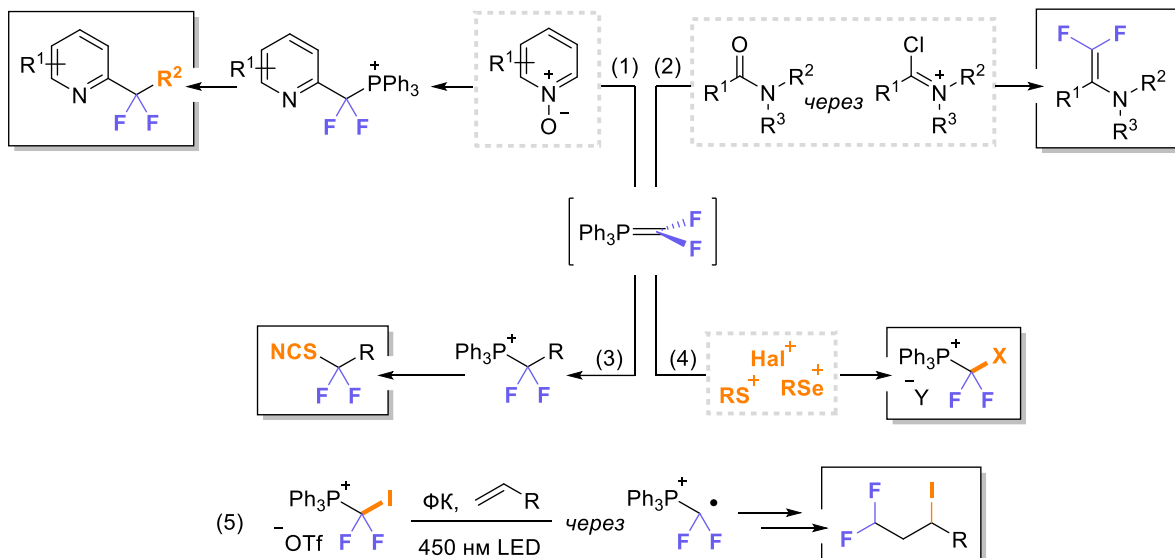 R¹ N F F R²
R¹ N F F P⁺Ph₃
R¹ N⁺ O⁻
(1) (2)
O R¹ N R² R³
через
Cl R¹ N⁺ R² R³
F F R¹ N R² R³
Ph₃P F F
NCS R F F
Ph₃P⁺ R F F
(3) (4)
Hal⁺
RS⁺ RSe⁺
Ph₃P⁺ X F F ⁻Y
(5)
Ph₃P⁺ I F F ⁻OTf
ФК, R
450 нм LED
через
Ph₃P⁺ • F F
F F I R